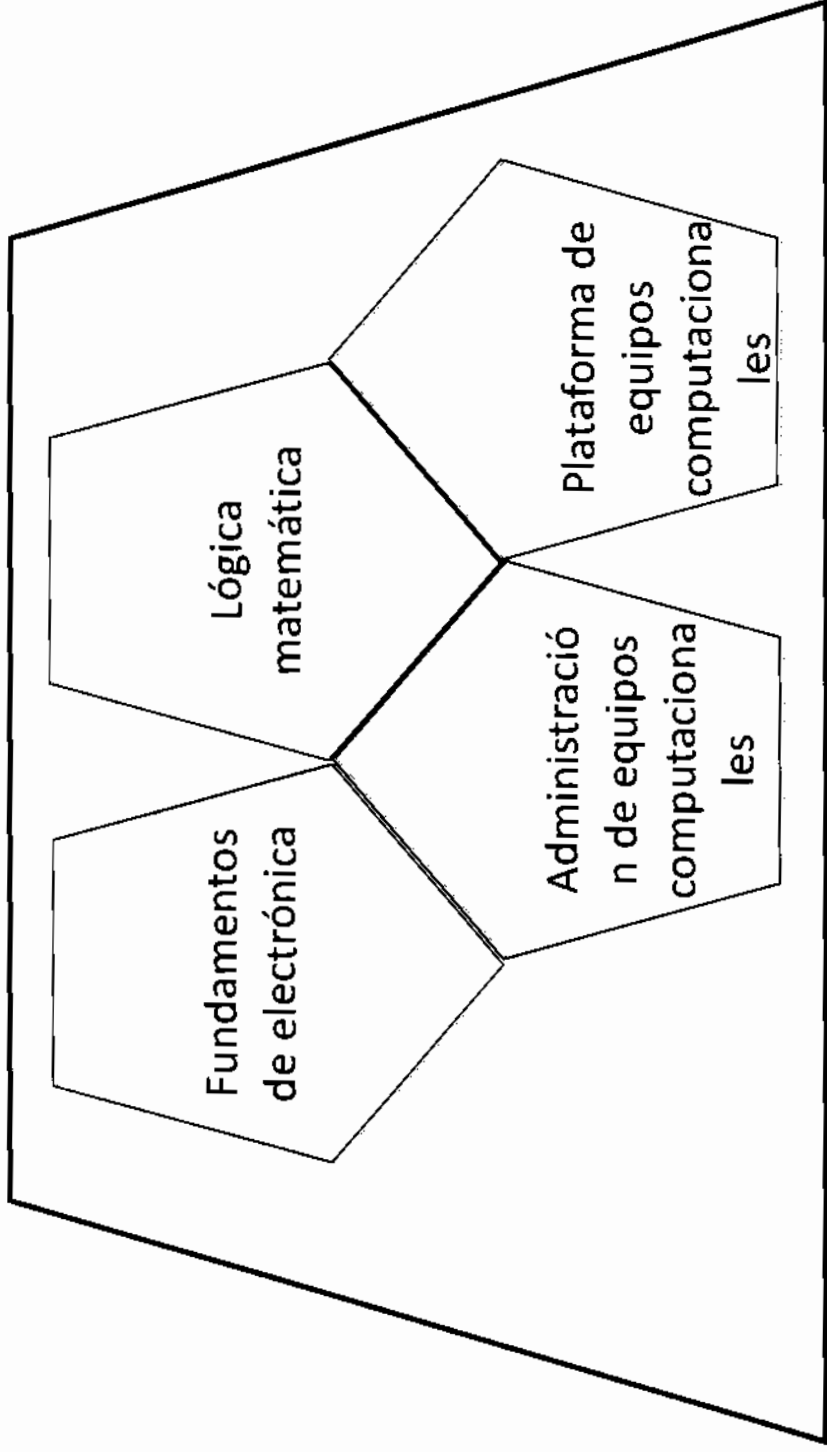 Fundamentos
de electrónica
Lógica
matemática
Administració
n de equipos
computaciona
les
Plataforma de
equipos
computaciona
les